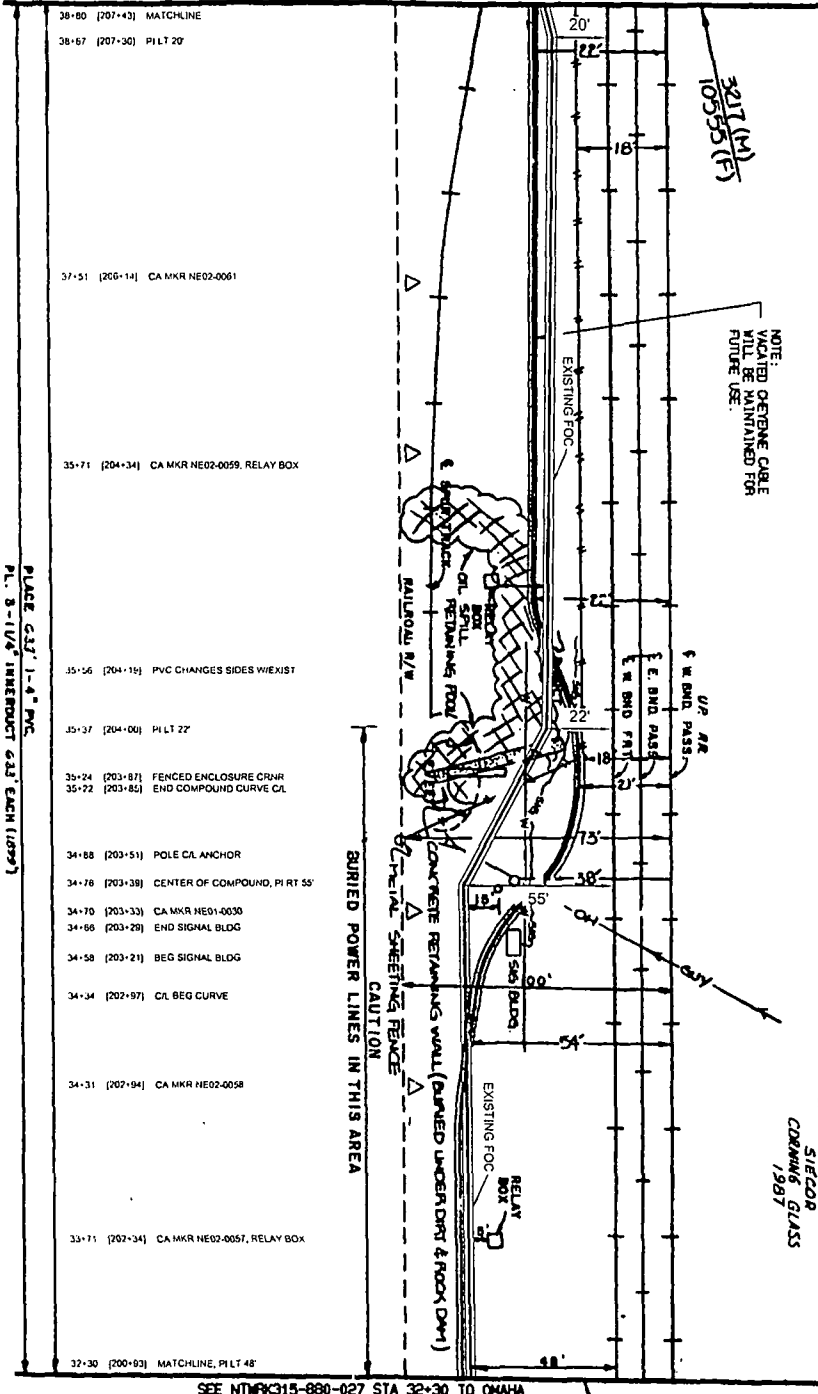 38+80 [207+43] MATCHLINE
38+67 [207+30] PI LT 20'
37+51 [206+14] CA MKR NE02-0061
35+71 [204+34] CA MKR NE02-0059, RELAY BOX
35+56 [204+19] PVC CHANGES SIDES W/EXIST
35+37 [204+00] PI LT 22'
35+24 [203+87] FENCED ENCLOSURE CRNR
35+22 [203+85] END COMPOUND CURVE C/L
34+88 [203+51] POLE C/L ANCHOR
34+76 [203+39] CENTER OF COMPOUND, PI RT 55'
34+70 [203+33] CA MKR NE01-0030
34+66 [203+29] END SIGNAL BLDG
34+58 [203+21] BEG SIGNAL BLDG
34+34 [202+97] C/L BEG CURVE
34+31 [202+94] CA MKR NE02-0058
33+71 [202+34] CA MKR NE02-0057, RELAY BOX
32+30 [200+93] MATCHLINE, PI LT 48'
PLACE 633' 1-4" PVC,
PL. 3-1 1/4" INNERDUCT 633' EACH (1899')
3217 (M)
10555 (F)
20'
22'
18'
NOTE:
VACATED CHEYENNE CABLE
WILL BE MAINTAINED FOR
FUTURE USE.
EXISTING FOC
℄ SPUR TRACK
OIL SPILL
RETAINING POOL
RELAY
BOX
RAILROAD R/W
22'
UP RR
℄ W. BND PASS
℄ E. BND PASS
℄ W. BND FRT
22'
18'
21'
73'
38'
55'
18'
OH
GUY
SIG BLDG.
54'
METAL SHEETING FENCE
CONCRETE RETAINING WALL (BURIED UNDER DIRT & ROCK DAM)
CAUTION
BURIED POWER LINES IN THIS AREA
SIECOR
CORNING GLASS
1987
EXISTING FOC
RELAY
BOX
8'
48'
SEE NTWRK315-880-027 STA 32+30 TO OMAHA